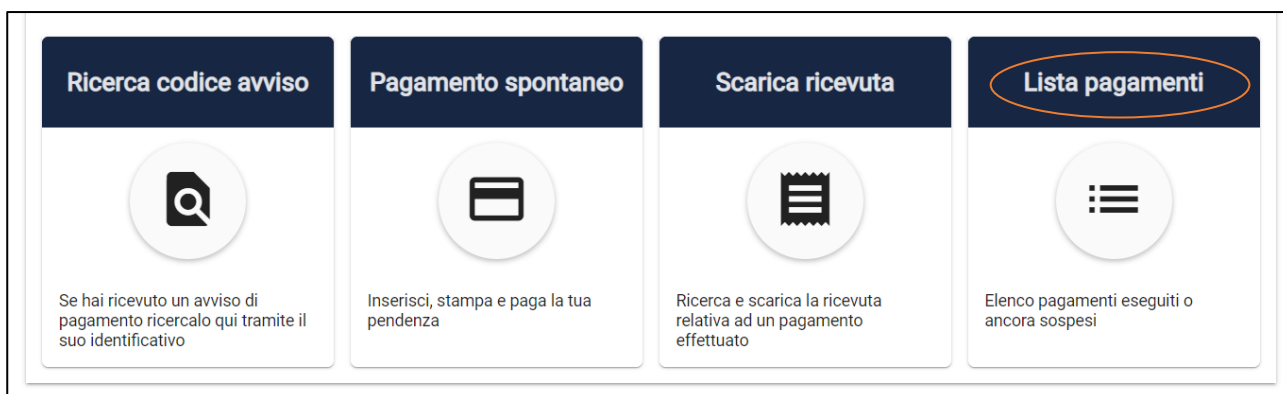 Ricerca codice avviso
Pagamento spontaneo
Scarica ricevuta
Lista pagamenti
Se hai ricevuto un avviso di
pagamento ricercalo qui tramite il
suo identificativo
Inserisci, stampa e paga la tua
pendenza
Ricerca e scarica la ricevuta
relativa ad un pagamento
effettuato
Elenco pagamenti eseguiti o
ancora sospesi